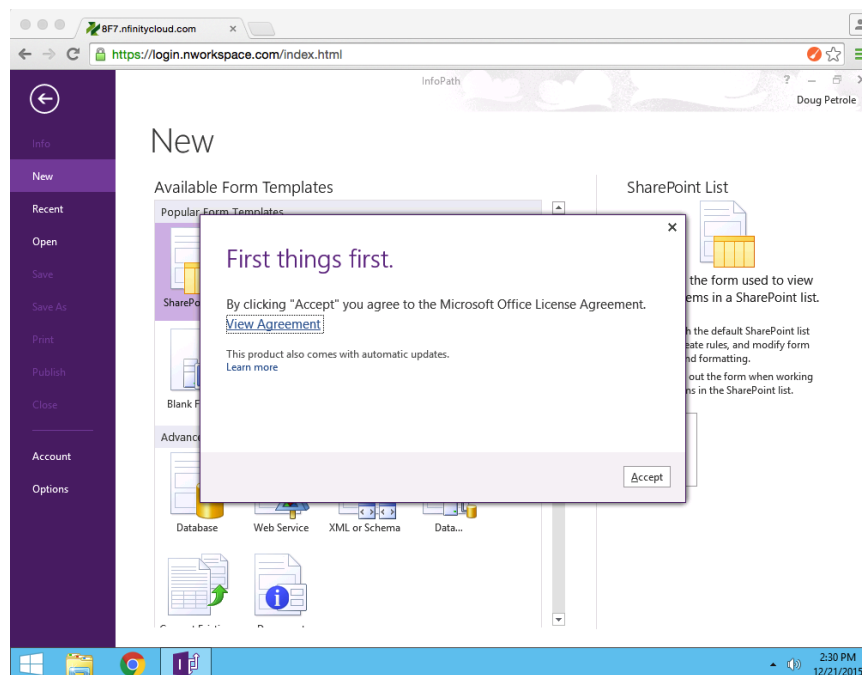 8F7.nfinitycloud.com
https://login.nworkspace.com/index.html
InfoPath
Doug Petrole
Info
New
Recent
Open
Save
Save As
Print
Publish
Close
Account
Options
New
Available Form Templates
Popular Form Templates
SharePo
Blank F
Advance
Database
Web Service
XML or Schema
Data...
SharePoint List
the form used to view
ems in a SharePoint list.
h the default SharePoint list
eate rules, and modify form
nd formatting.
out the form when working
ms in the SharePoint list.
First things first.
By clicking "Accept" you agree to the Microsoft Office License Agreement.
View Agreement
This product also comes with automatic updates.
Learn more
Accept
2:30 PM
12/21/2015